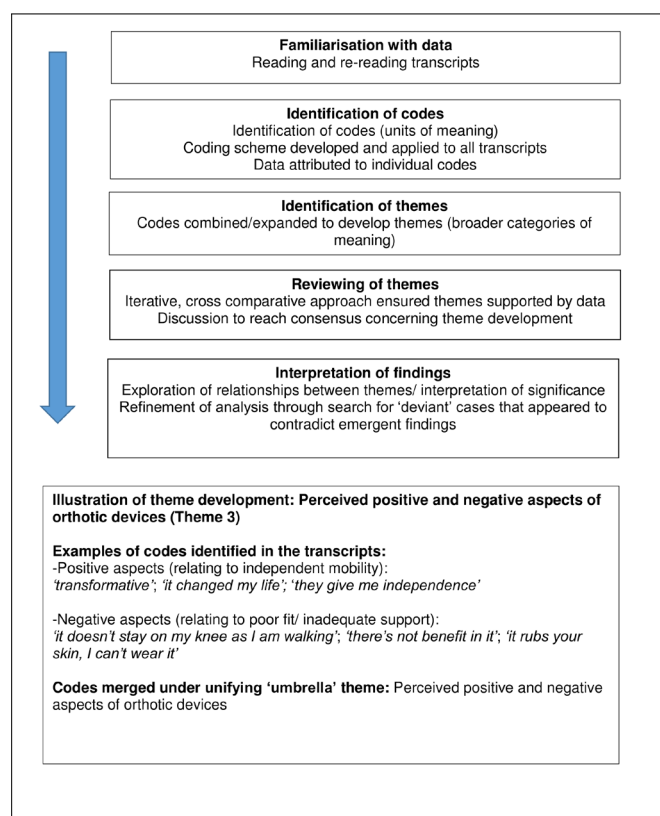 Familiarisation with data
Reading and re-reading transcripts
Identification of codes
Identification of codes (units of meaning)
Coding scheme developed and applied to all transcripts
Data attributed to individual codes
Identification of themes
Codes combined/expanded to develop themes (broader categories of
meaning)
Reviewing of themes
Iterative, cross comparative approach ensured themes supported by data
Discussion to reach consensus concerning theme development
Interpretation of findings
Exploration of relationships between themes/ interpretation of significance
Refinement of analysis through search for ‘deviant’ cases that appeared to
contradict emergent findings
Illustration of theme development: Perceived positive and negative aspects of
orthotic devices (Theme 3)
Examples of codes identified in the transcripts:
-Positive aspects (relating to independent mobility):
‘transformative’; ‘it changed my life’; ‘they give me independence’
-Negative aspects (relating to poor fit/ inadequate support):
‘it doesn’t stay on my knee as I am walking’; ‘there’s not benefit in it’; ‘it rubs your
skin, I can’t wear it’
Codes merged under unifying ‘umbrella’ theme: Perceived positive and negative
aspects of orthotic devices